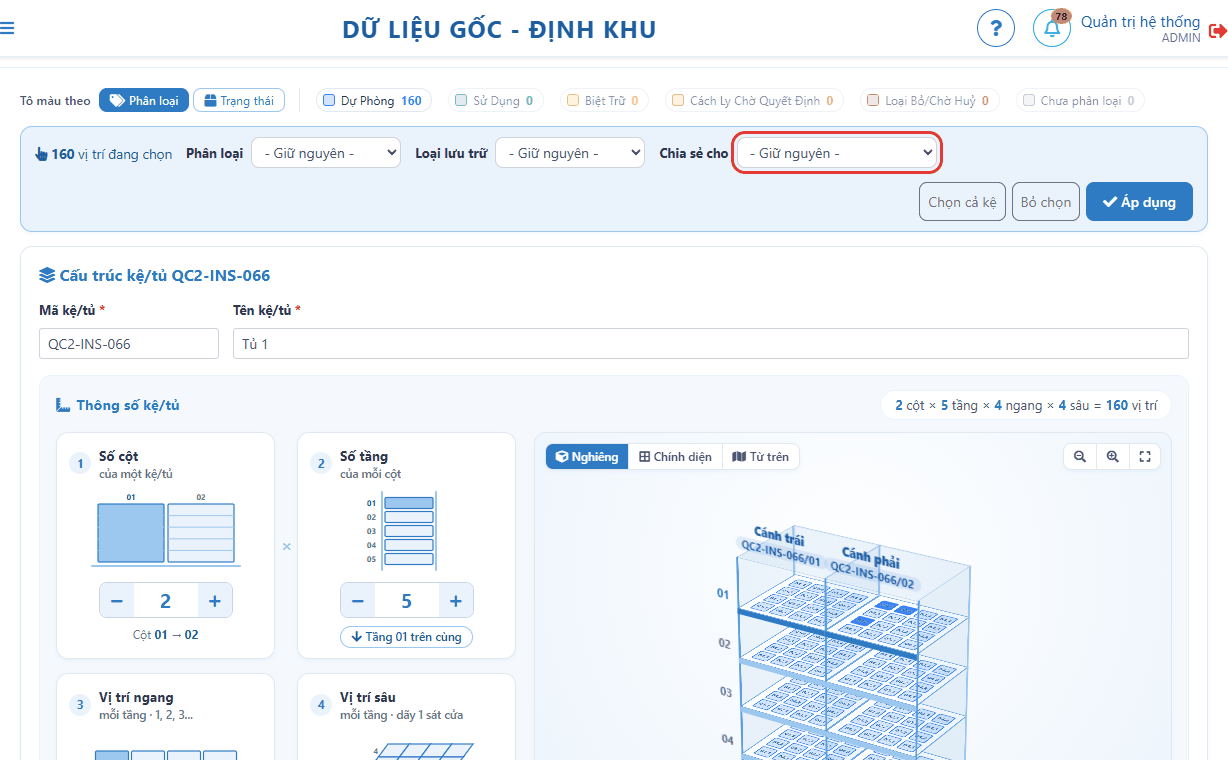 DỮ LIỆU GỐC - ĐỊNH KHU
?
78
Quản trị hệ thống
ADMIN
Tô màu theo
Phân loại
Trạng thái
Dự Phòng 160
Sử Dụng 0
Biệt Trữ 0
Cách Ly Chờ Quyết Định 0
Loại Bỏ/Chờ Huỷ 0
Chưa phân loại 0
160 vị trí đang chọn
Phân loại
- Giữ nguyên -
Loại lưu trữ
- Giữ nguyên -
Chia sẻ cho
- Giữ nguyên -
Chọn cả kệ
Bỏ chọn
Áp dụng
Cấu trúc kệ/tủ QC2-INS-066
Mã kệ/tủ *
Tên kệ/tủ *
QC2-INS-066
Tủ 1
Thông số kệ/tủ
2 cột × 5 tầng × 4 ngang × 4 sâu = 160 vị trí
1
Số cột
của một kệ/tủ
01
02
− 2 +
Cột 01 → 02
×
2
Số tầng
của mỗi cột
01
02
03
04
05
− 5 +
Tầng 01 trên cùng
3
Vị trí ngang
mỗi tầng · 1, 2, 3...
4
Vị trí sâu
mỗi tầng · dãy 1 sát cửa
4
Nghiêng
Chính diện
Từ trên
Cánh trái
QC2-INS-066/01
Cánh phải
QC2-INS-066/02
01
02
03
04